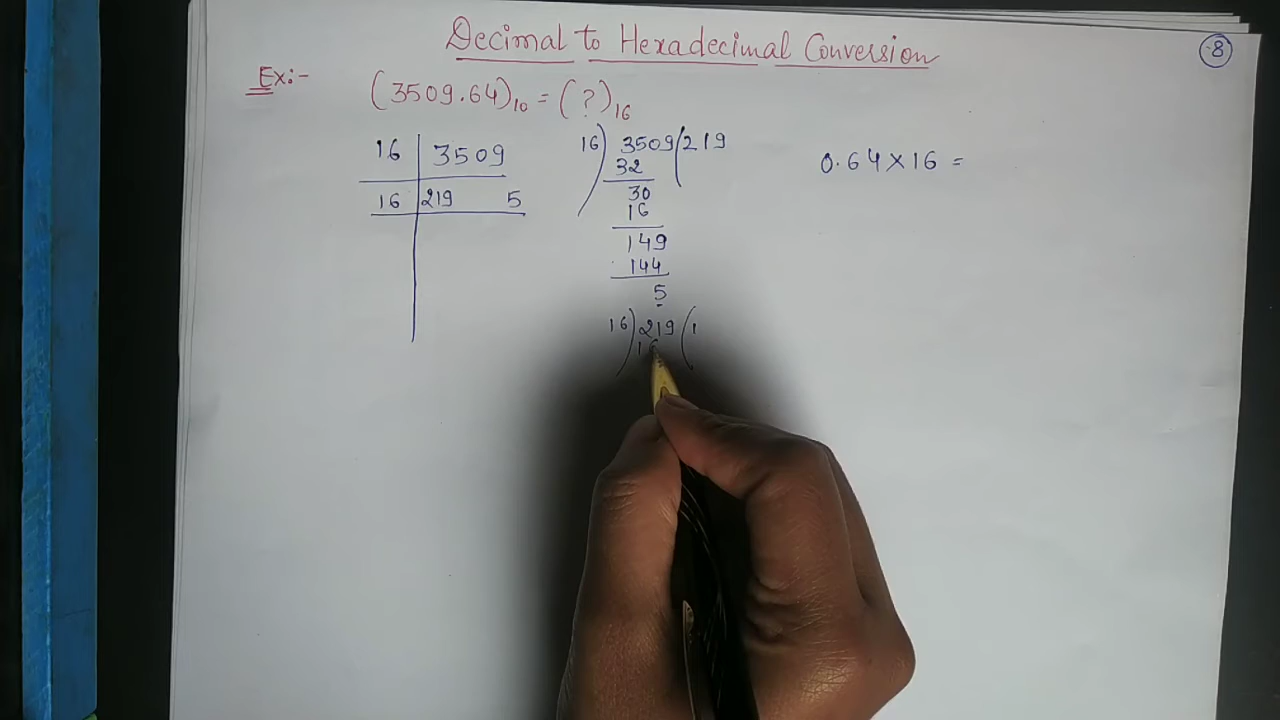 Decimal to Hexadecimal Conversion
8
Ex:-
(3509.64)10 = (?)16
16 | 3509
16 | 219 5
16) 3509 (219
32
30
16
149
144
5
16) 219 (1
16
0.64×16 =